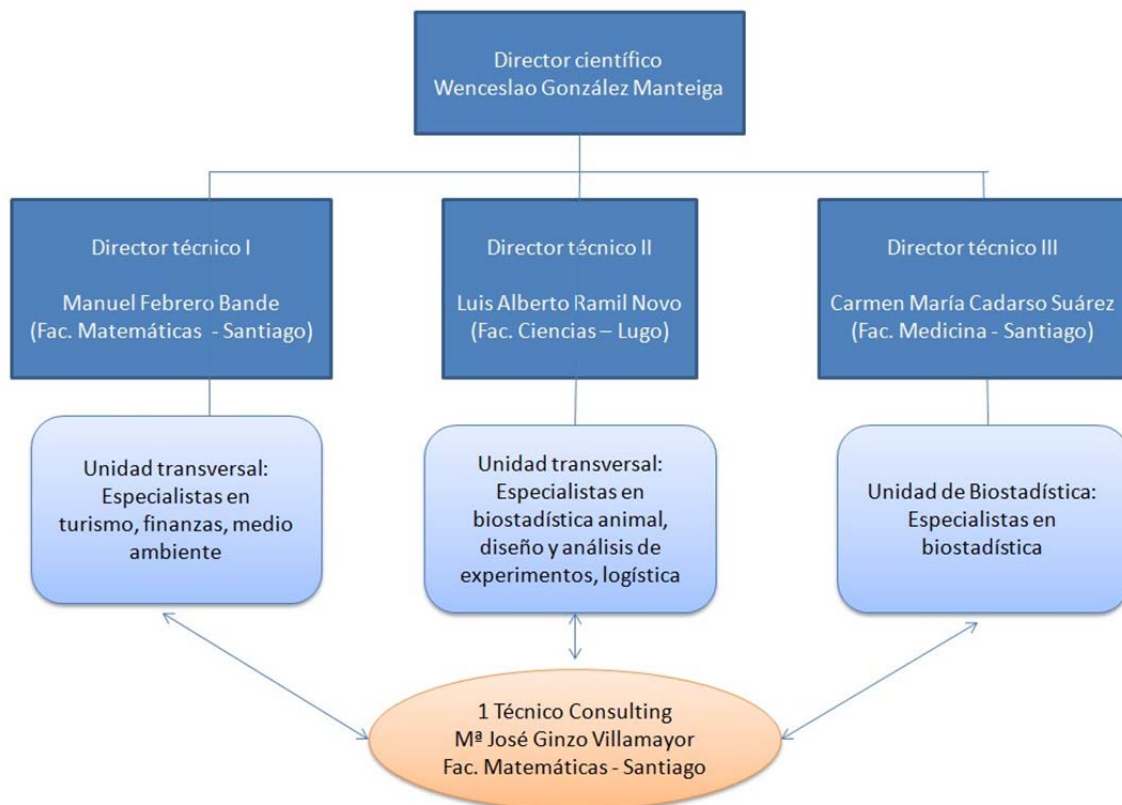 Director científico
Wenceslao González Manteiga
Director técnico I
Manuel Febrero Bande
(Fac. Matemáticas - Santiago)
Director técnico II
Luis Alberto Ramil Novo
(Fac. Ciencias – Lugo)
Director técnico III
Carmen María Cadarso Suárez
(Fac. Medicina - Santiago)
Unidad transversal:
Especialistas en
turismo, finanzas, medio
ambiente
Unidad transversal:
Especialistas en
biostadística animal,
diseño y análisis de
experimentos, logística
Unidad de Biostadística:
Especialistas en
biostadística
1 Técnico Consulting
Mª José Ginzo Villamayor
Fac. Matemáticas - Santiago